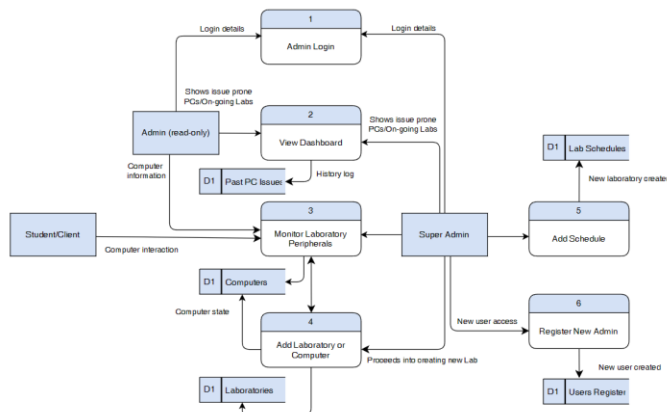 1
Login details
Login details
Admin Login
Shows issue prone
PCs/On-going Labs
2
Shows issue prone
PCs/On-going Labs
Admin (read-only)
View Dashboard
D1
Lab Schedules
Computer
information
D1
Past PC Issues
History log
New laboratory created
3
5
Student/Client
Monitor Laboratory
Peripherals
Super Admin
Add Schedule
Computer interaction
D1
Computers
6
Computer state
4
New user access
Register New Admin
Add Laboratory or
Computer
Proceeds into creating new Lab
New user created
D1
Laboratories
D1
Users Register